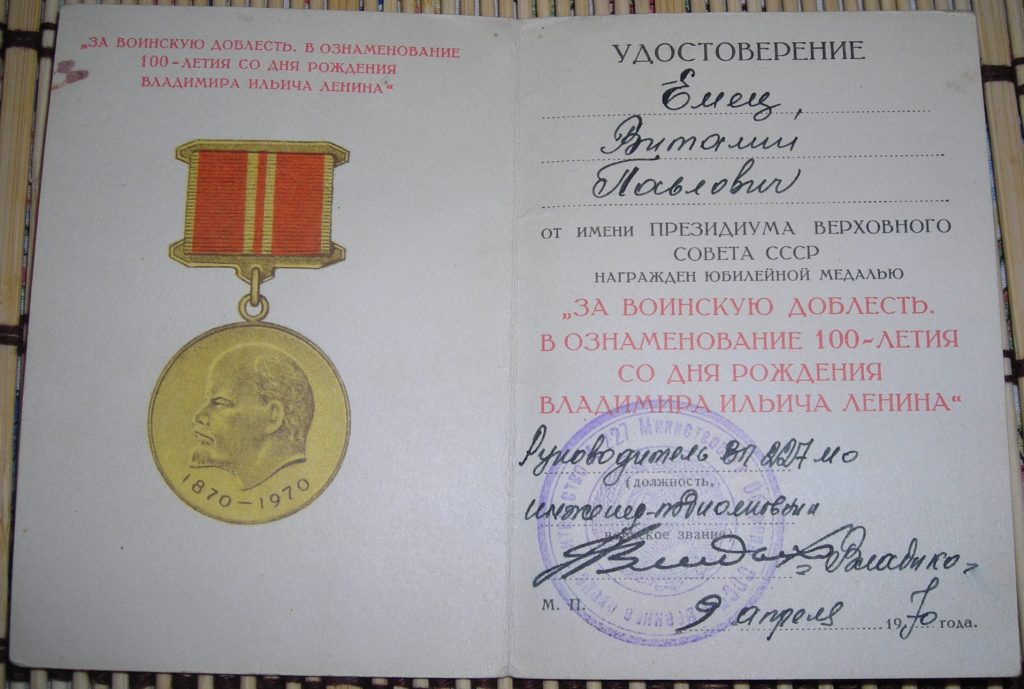 „ЗА ВОИНСКУЮ ДОБЛЕСТЬ. В ОЗНАМЕНОВАНИЕ
100-ЛЕТИЯ СО ДНЯ РОЖДЕНИЯ
ВЛАДИМИРА ИЛЬИЧА ЛЕНИНА“
1870–1970
УДОСТОВЕРЕНИЕ
Емец,
Виталий
Павлович
ОТ ИМЕНИ ПРЕЗИДИУМА ВЕРХОВНОГО
СОВЕТА СССР
НАГРАЖДЕН ЮБИЛЕЙНОЙ МЕДАЛЬЮ
„ЗА ВОИНСКУЮ ДОБЛЕСТЬ.
В ОЗНАМЕНОВАНИЕ 100-ЛЕТИЯ
СО ДНЯ РОЖДЕНИЯ
ВЛАДИМИРА ИЛЬИЧА ЛЕНИНА“
Руководитель ВП 227 МО
(должность,
инженер-подполковник
воинское звание)
М. П.
9 апреля 1970 года.